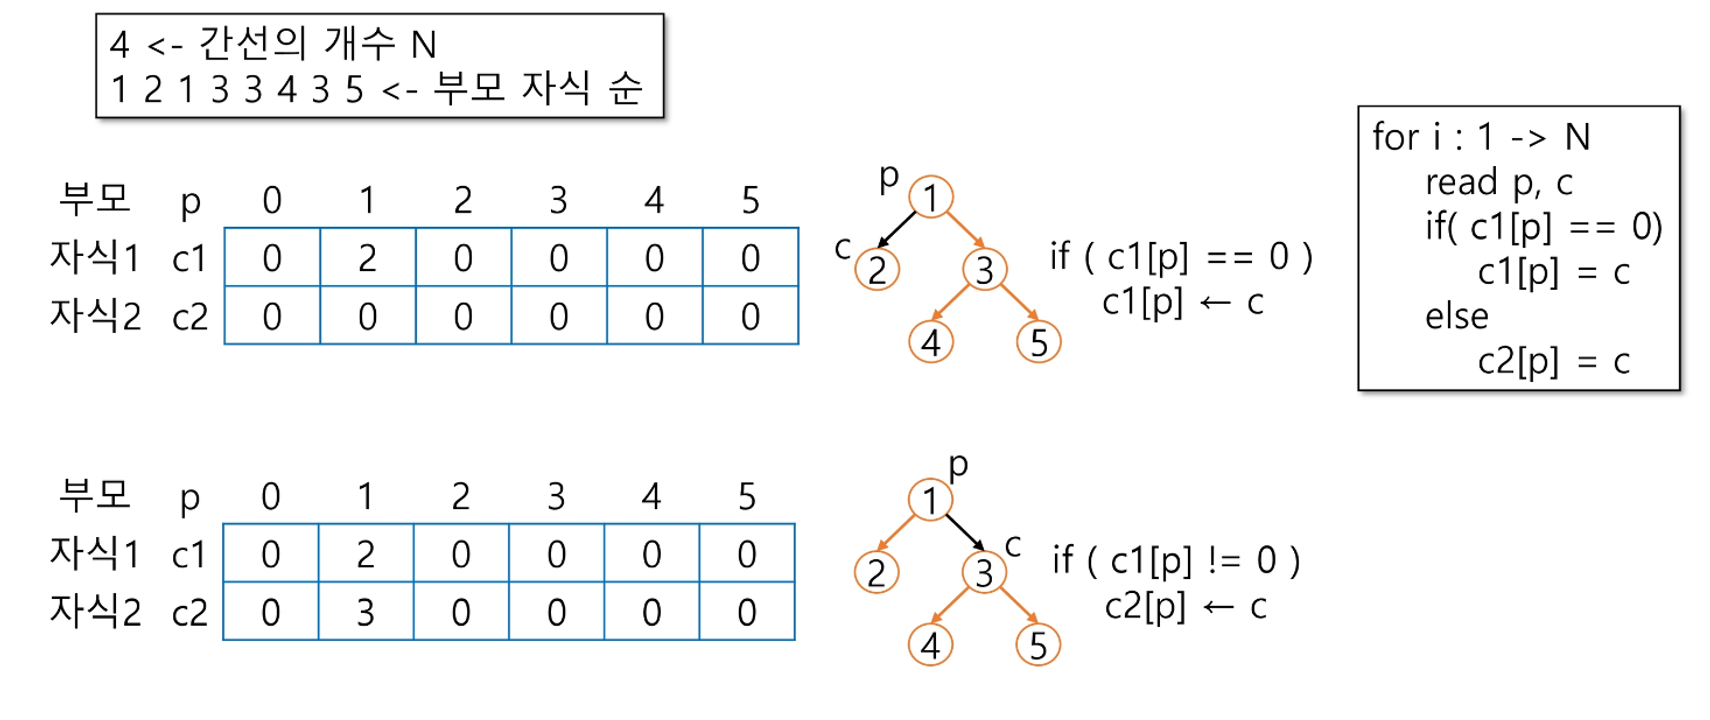 4 <- 간선의 개수 N
1 2 1 3 3 4 3 5 <- 부모 자식 순
부모 p 0 1 2 3 4 5
자식1 c1 0 2 0 0 0 0
자식2 c2 0 0 0 0 0 0
p
1
c
2
3
4
5
if ( c1[p] == 0 )
c1[p] ← c
for i : 1 -> N
read p, c
if( c1[p] == 0)
c1[p] = c
else
c2[p] = c
부모 p 0 1 2 3 4 5
자식1 c1 0 2 0 0 0 0
자식2 c2 0 3 0 0 0 0
p
1
c
2
3
4
5
if ( c1[p] != 0 )
c2[p] ← c